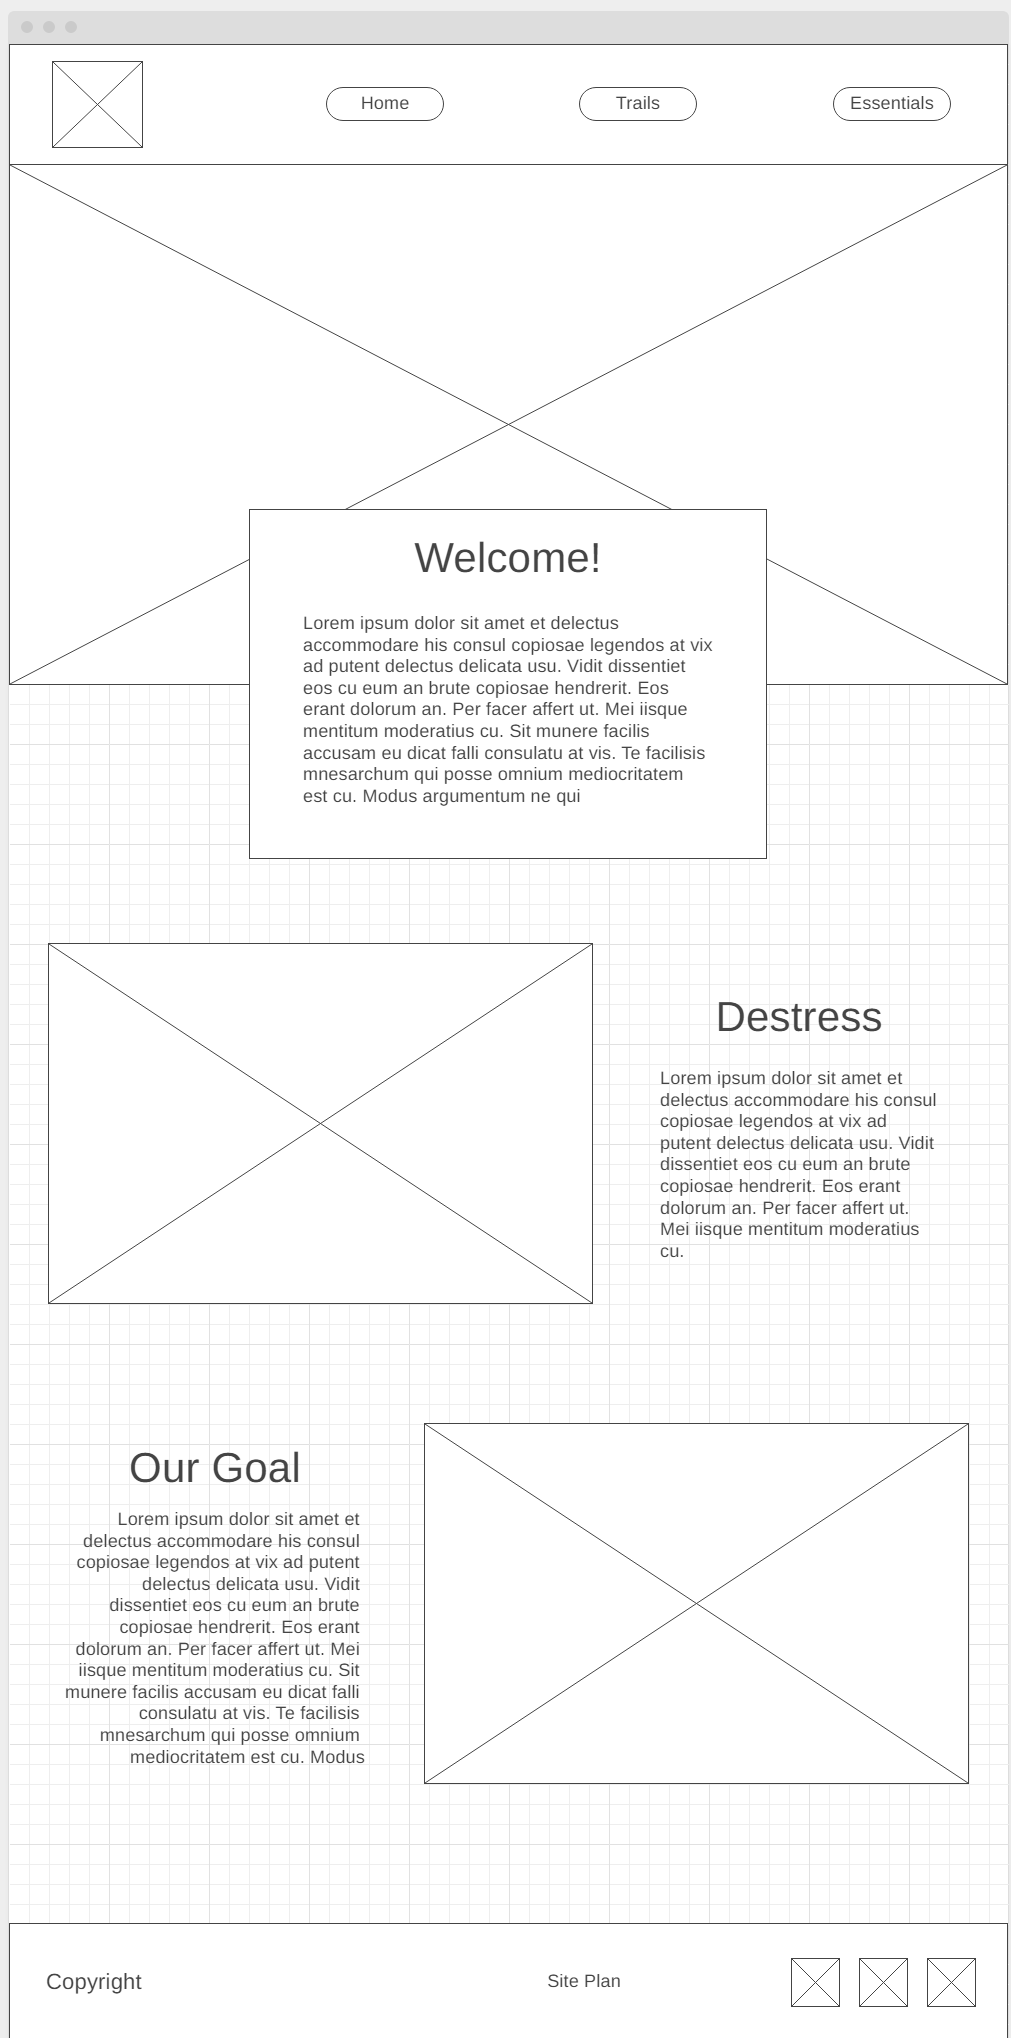 Home
Trails
Essentials
Welcome!
Lorem ipsum dolor sit amet et delectus
accommodare his consul copiosae legendos at vix
ad putent delectus delicata usu. Vidit dissentiet
eos cu eum an brute copiosae hendrerit. Eos
erant dolorum an. Per facer affert ut. Mei iisque
mentitum moderatius cu. Sit munere facilis
accusam eu dicat falli consulatu at vis. Te facilisis
mnesarchum qui posse omnium mediocritatem
est cu. Modus argumentum ne qui
Destress
Lorem ipsum dolor sit amet et
delectus accommodare his consul
copiosae legendos at vix ad
putent delectus delicata usu. Vidit
dissentiet eos cu eum an brute
copiosae hendrerit. Eos erant
dolorum an. Per facer affert ut.
Mei iisque mentitum moderatius
cu.
Our Goal
Lorem ipsum dolor sit amet et
delectus accommodare his consul
copiosae legendos at vix ad putent
delectus delicata usu. Vidit
dissentiet eos cu eum an brute
copiosae hendrerit. Eos erant
dolorum an. Per facer affert ut. Mei
iisque mentitum moderatius cu. Sit
munere facilis accusam eu dicat falli
consulatu at vis. Te facilisis
mnesarchum qui posse omnium
mediocritatem est cu. Modus
Copyright
Site Plan